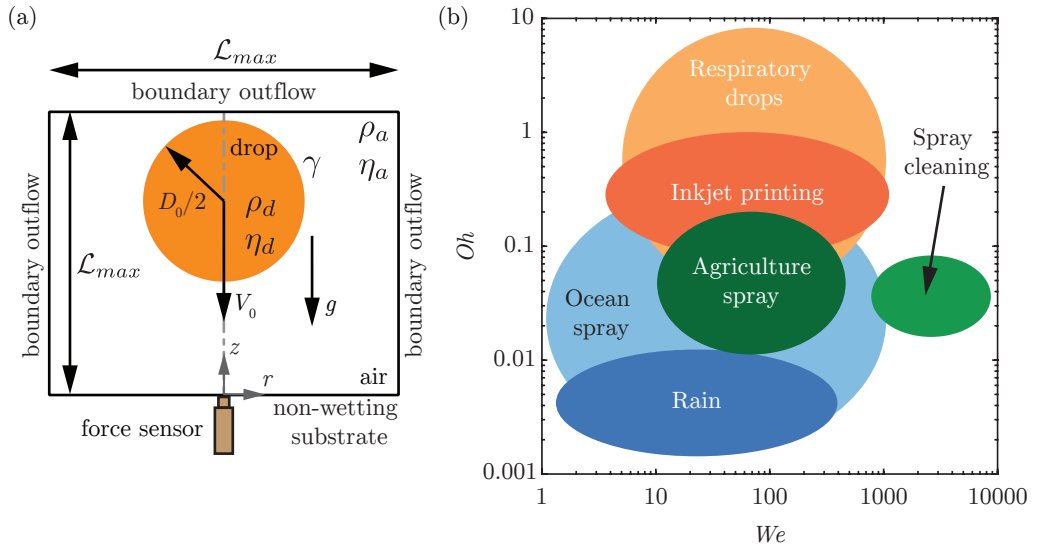 (a)
ℒmax
boundary outflow
boundary outflow
ℒmax
drop
D₀/2
ρd
ηd
γ
ρa
ηa
V₀
g
z
r
air
boundary outflow
force sensor
non-wetting
substrate
(b)
Oh
10
1
0.1
0.01
0.001
1
10
100
1000
10000
We
Respiratory
drops
Inkjet printing
Spray
cleaning
Agriculture
spray
Ocean
spray
Rain